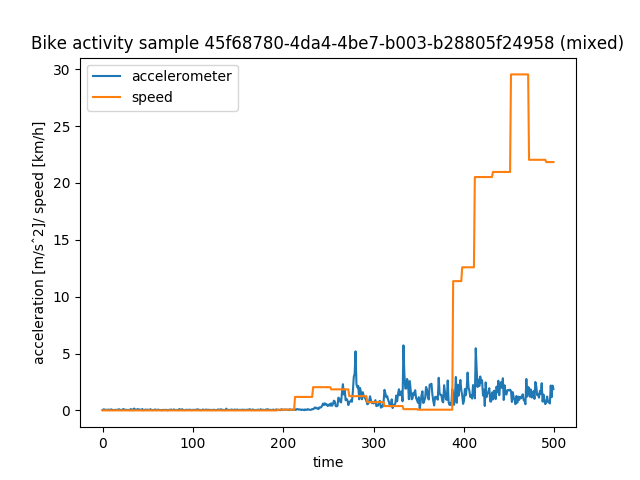 Bike activity sample 45f68780-4da4-4be7-b003-b28805f24958 (mixed)
accelerometer
speed
acceleration [m/s^2]/ speed [km/h]
30
25
20
15
10
5
0
0 100 200 300 400 500
time